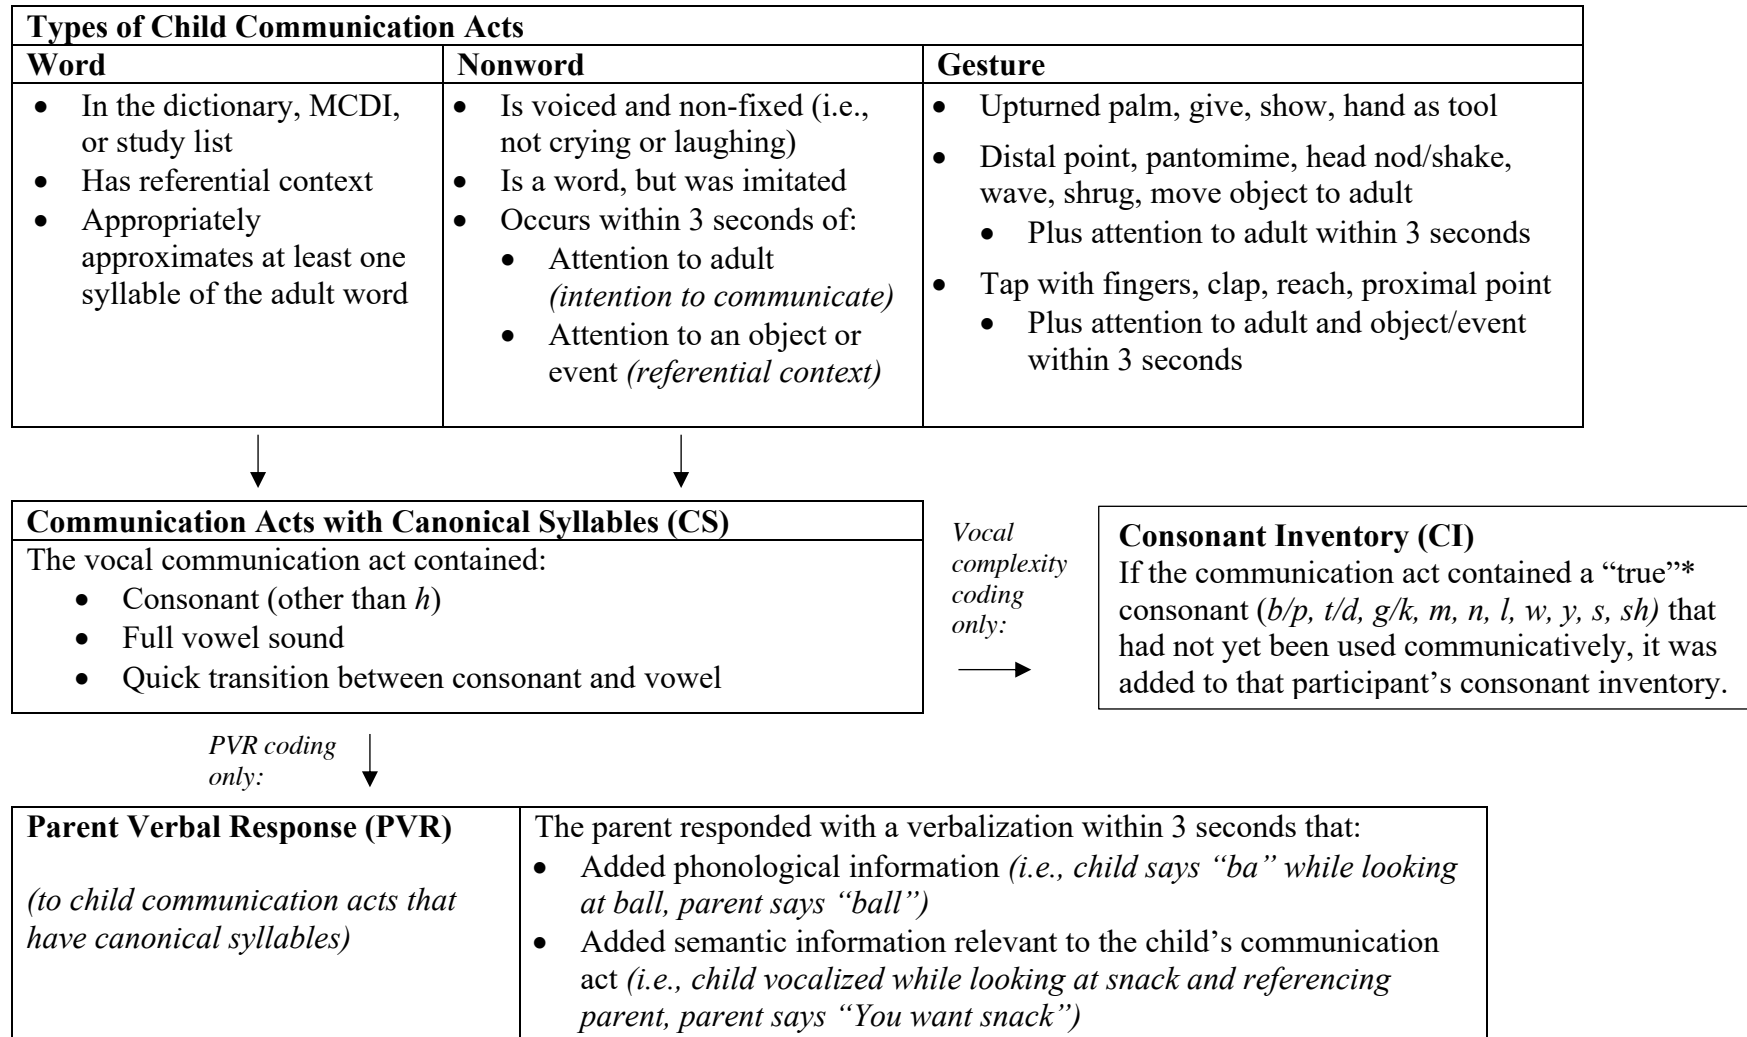 Types of Child Communication Acts
Word
• In the dictionary, MCDI,
or study list
• Has referential context
• Appropriately
approximates at least one
syllable of the adult word
Nonword
• Is voiced and non-fixed (i.e.,
not crying or laughing)
• Is a word, but was imitated
• Occurs within 3 seconds of:
• Attention to adult
(intention to communicate)
• Attention to an object or
event (referential context)
Gesture
• Upturned palm, give, show, hand as tool
• Distal point, pantomime, head nod/shake,
wave, shrug, move object to adult
• Plus attention to adult within 3 seconds
• Tap with fingers, clap, reach, proximal point
• Plus attention to adult and object/event
within 3 seconds
Communication Acts with Canonical Syllables (CS)
The vocal communication act contained:
• Consonant (other than h)
• Full vowel sound
• Quick transition between consonant and vowel
Vocal
complexity
coding
only:
Consonant Inventory (CI)
If the communication act contained a “true”*
consonant (b/p, t/d, g/k, m, n, l, w, y, s, sh) that
had not yet been used communicatively, it was
added to that participant’s consonant inventory.
PVR coding
only:
Parent Verbal Response (PVR)
(to child communication acts that
have canonical syllables)
The parent responded with a verbalization within 3 seconds that:
• Added phonological information (i.e., child says “ba” while looking
at ball, parent says “ball”)
• Added semantic information relevant to the child’s communication
act (i.e., child vocalized while looking at snack and referencing
parent, parent says “You want snack”)